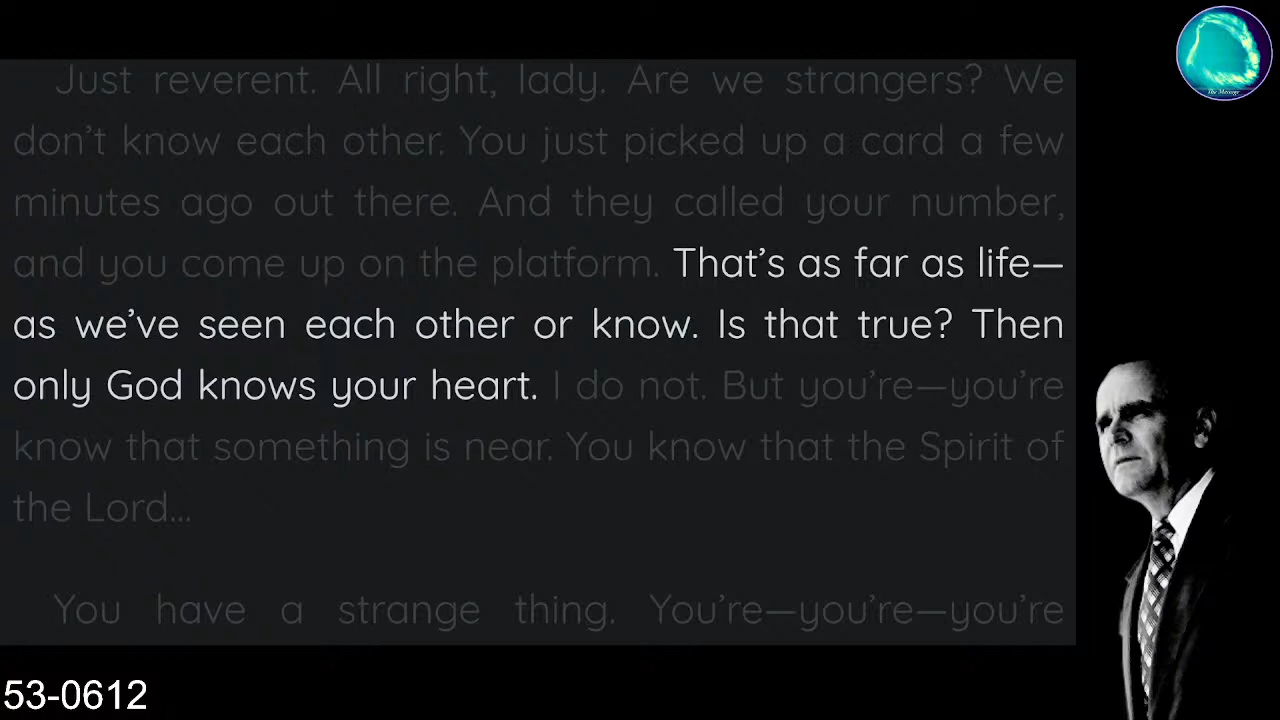 Just reverent. All right, lady. Are we strangers? We
don’t know each other. You just picked up a card a few
minutes ago out there. And they called your number,
and you come up on the platform. That’s as far as life—
as we’ve seen each other or know. Is that true? Then
only God knows your heart. I do not. But you’re—you’re
know that something is near. You know that the Spirit of
the Lord...
You have a strange thing. You’re—you’re—you’re
53-0612
The Message